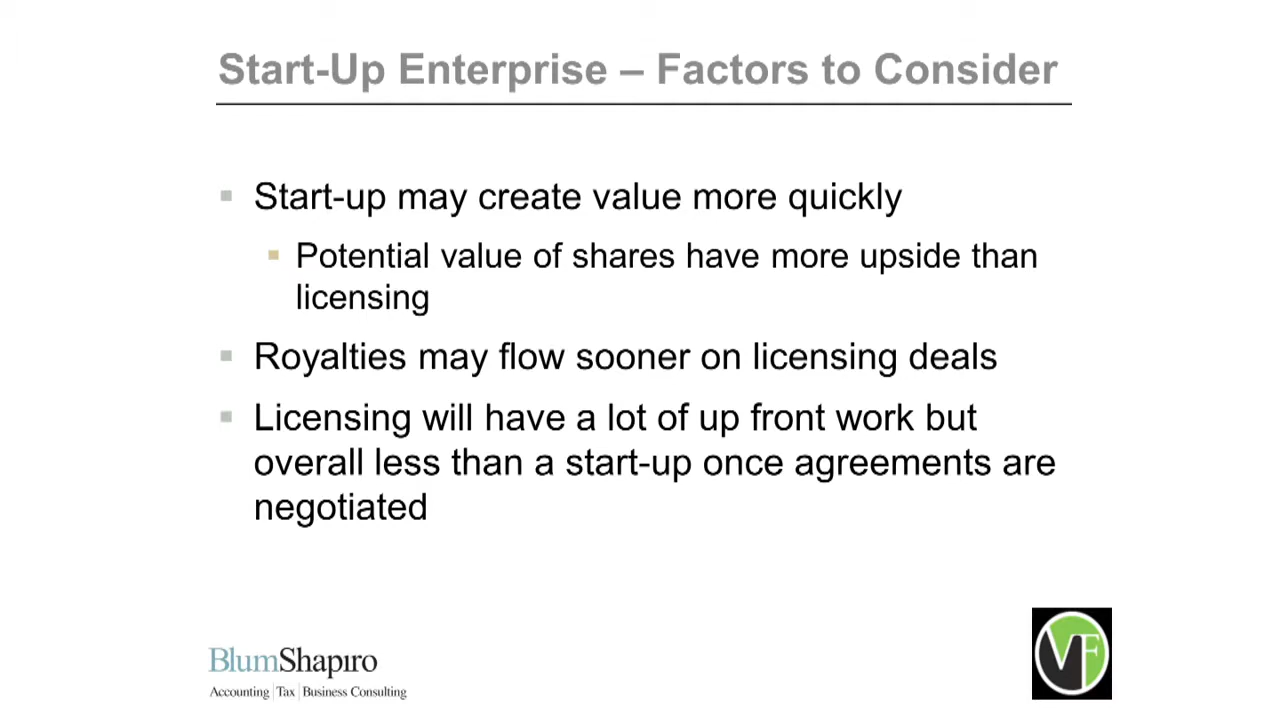 Start-Up Enterprise – Factors to Consider
Start-up may create value more quickly
Potential value of shares have more upside than
licensing
Royalties may flow sooner on licensing deals
Licensing will have a lot of up front work but
overall less than a start-up once agreements are
negotiated
BlumShapiro
Accounting | Tax | Business Consulting
VF